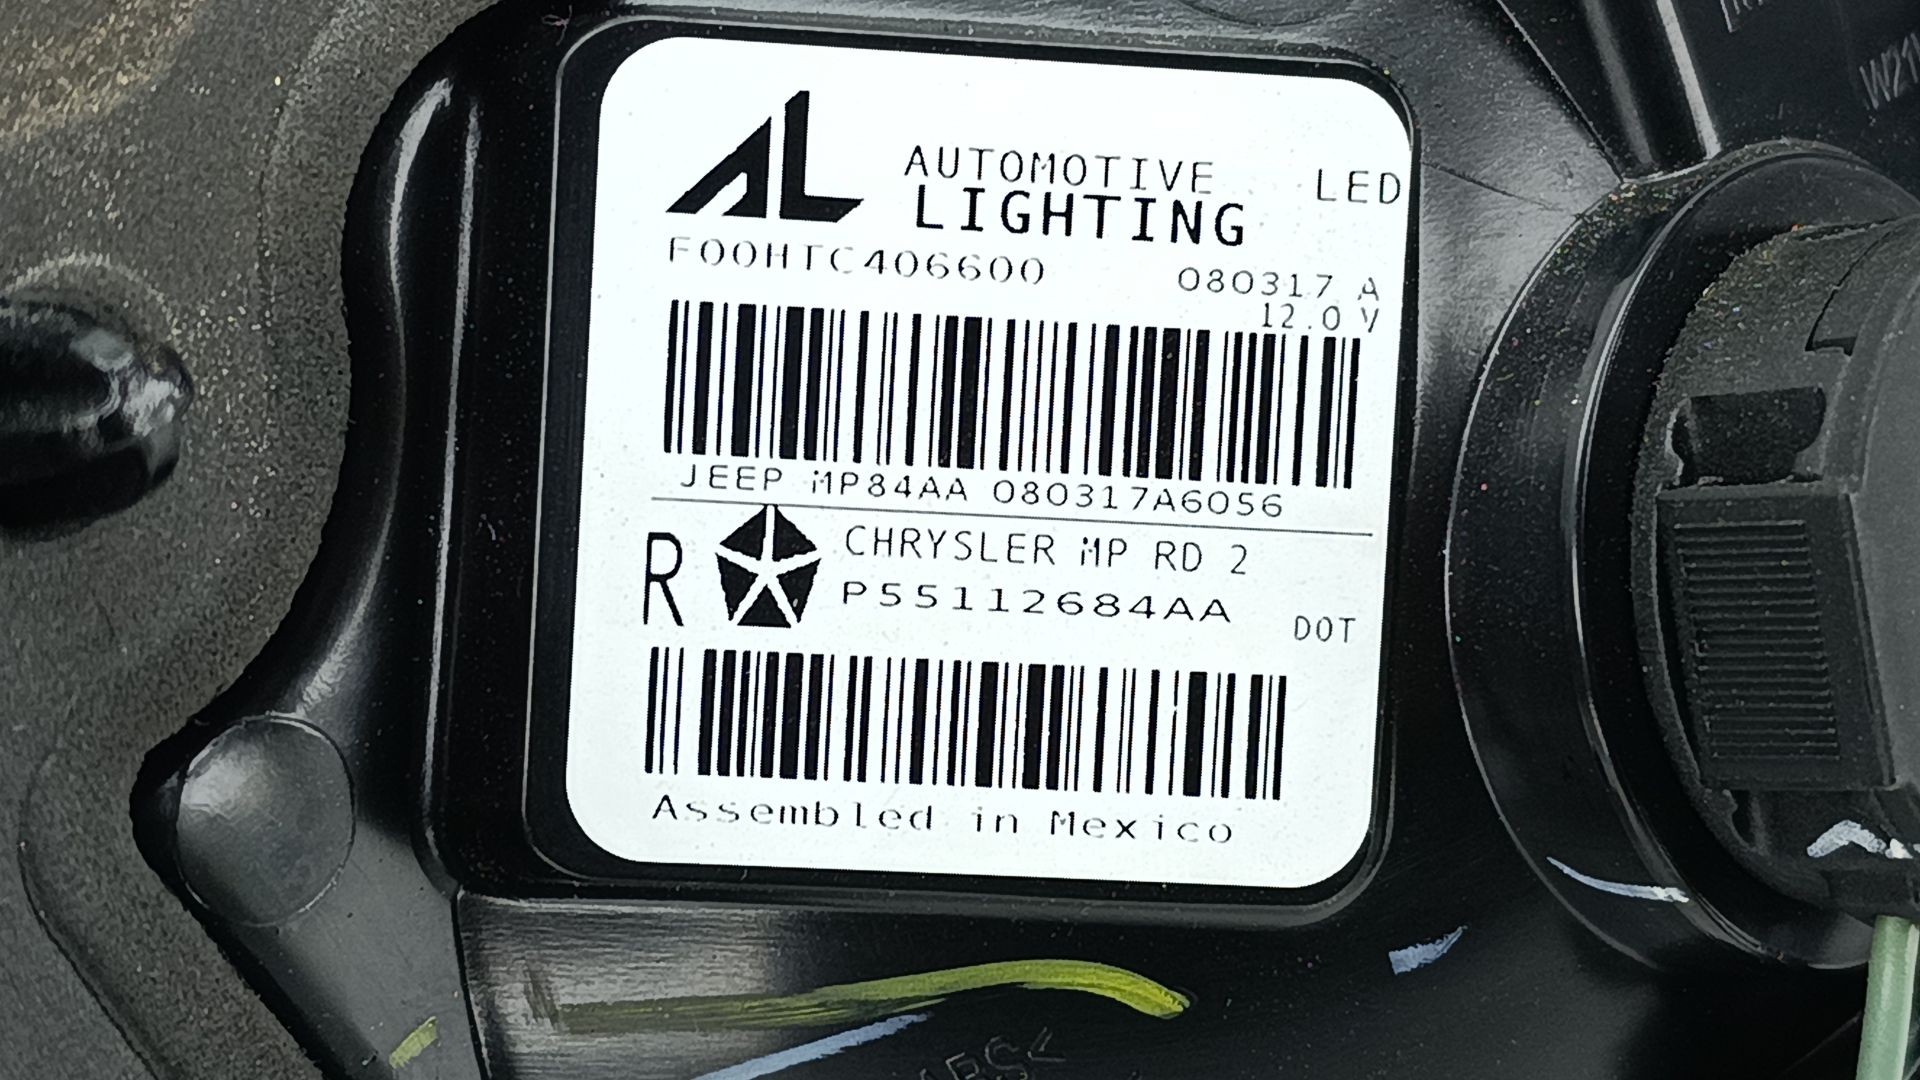 AL
AUTOMOTIVE
LIGHTING
LED
F00HTC406600
080317 A
12.0 V
JEEP MP84AA 080317A6056
R
CHRYSLER MP RD 2
P55112684AA
DOT
Assembled in Mexico